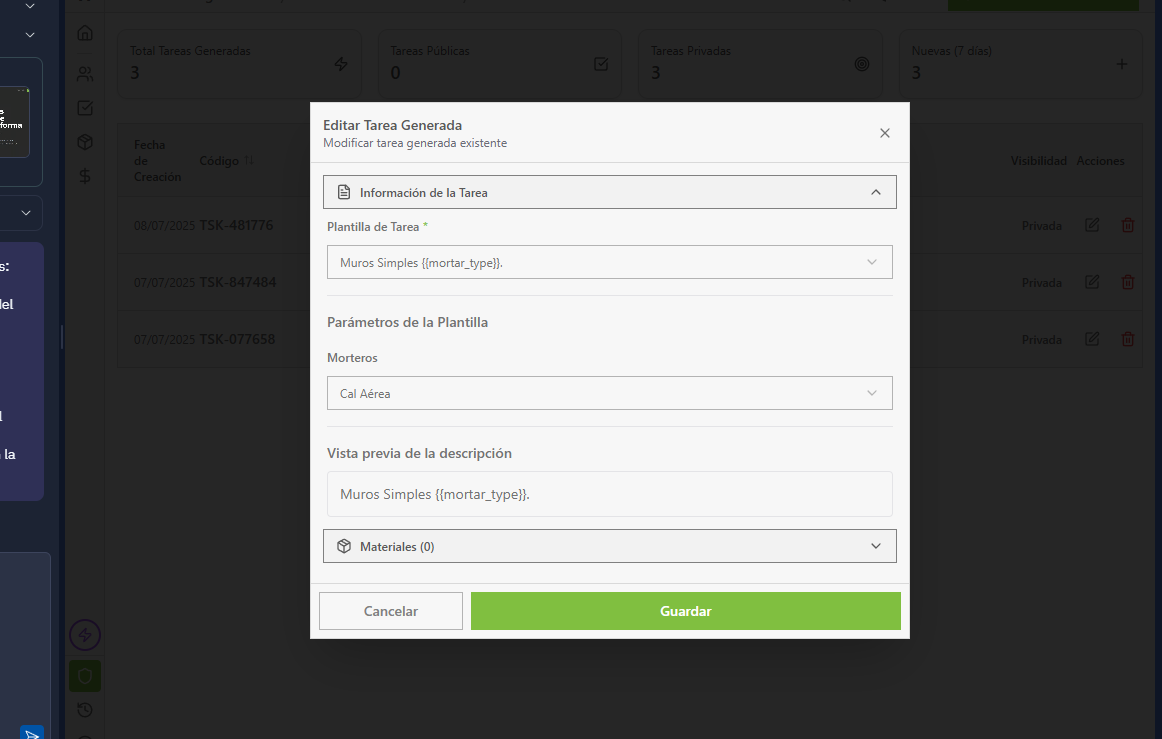 Total Tareas Generadas
3
Tareas Públicas
0
Tareas Privadas
3
Nuevas (7 días)
3
forma
s:
del
la
Fecha
de
Creación
Código
Visibilidad Acciones
08/07/2025 TSK-481776
Privada
07/07/2025 TSK-847484
Privada
07/07/2025 TSK-077658
Privada
Editar Tarea Generada
Modificar tarea generada existente
Información de la Tarea
Plantilla de Tarea *
Muros Simples {{mortar_type}}.
Parámetros de la Plantilla
Morteros
Cal Aérea
Vista previa de la descripción
Muros Simples {{mortar_type}}.
Materiales (0)
Cancelar
Guardar